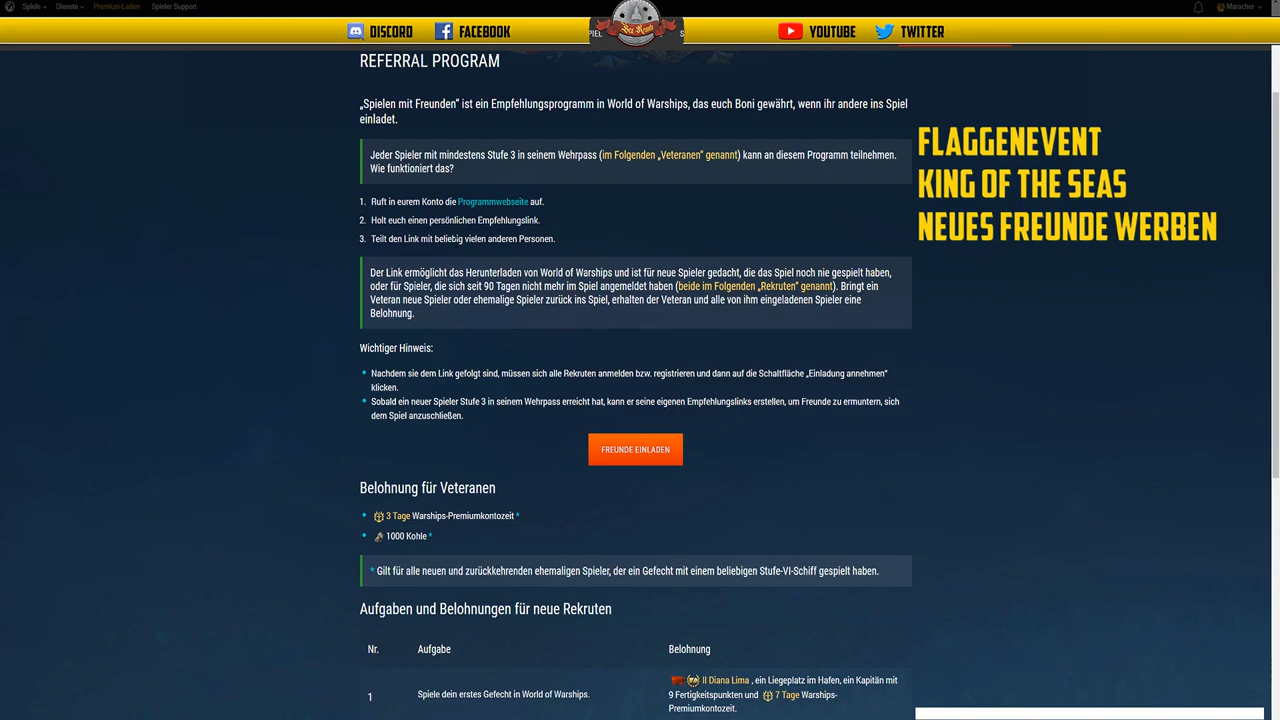 Spiele Dienste Premium-Laden Spieler Support Maracher
DISCORD FACEBOOK YOUTUBE TWITTER
REFERRAL PROGRAM
„Spielen mit Freunden“ ist ein Empfehlungsprogramm in World of Warships, das euch Boni gewährt, wenn ihr andere ins Spiel
einladet.
Jeder Spieler mit mindestens Stufe 3 in seinem Wehrpass (im Folgenden „Veteranen“ genannt) kann an diesem Programm teilnehmen.
Wie funktioniert das?
1. Ruft in eurem Konto die Programmwebseite auf.
2. Holt euch einen persönlichen Empfehlungslink.
3. Teilt den Link mit beliebig vielen anderen Personen.
Der Link ermöglicht das Herunterladen von World of Warships und ist für neue Spieler gedacht, die das Spiel noch nie gespielt haben,
oder für Spieler, die sich seit 90 Tagen nicht mehr im Spiel angemeldet haben (beide im Folgenden „Rekruten“ genannt). Bringt ein
Veteran neue Spieler oder ehemalige Spieler zurück ins Spiel, erhalten der Veteran und alle von ihm eingeladenen Spieler eine
Belohnung.
Wichtiger Hinweis:
Nachdem sie dem Link gefolgt sind, müssen sich alle Rekruten anmelden bzw. registrieren und dann auf die Schaltfläche „Einladung annehmen“
klicken.
Sobald ein neuer Spieler Stufe 3 in seinem Wehrpass erreicht hat, kann er seine eigenen Empfehlungslinks erstellen, um Freunde zu ermuntern, sich
dem Spiel anzuschließen.
FREUNDE EINLADEN
Belohnung für Veteranen
3 Tage Warships-Premiumkontozeit *
1000 Kohle *
* Gilt für alle neuen und zurückkehrenden ehemaligen Spieler, der ein Gefecht mit einem beliebigen Stufe-VI-Schiff gespielt haben.
Aufgaben und Belohnungen für neue Rekruten
Nr. Aufgabe Belohnung
1 Spiele dein erstes Gefecht in World of Warships.
II Diana Lima , ein Liegeplatz im Hafen, ein Kapitän mit
9 Fertigkeitspunkten und 7 Tage Warships-
Premiumkontozeit.
FLAGGENEVENT
KING OF THE SEAS
NEUES FREUNDE WERBEN